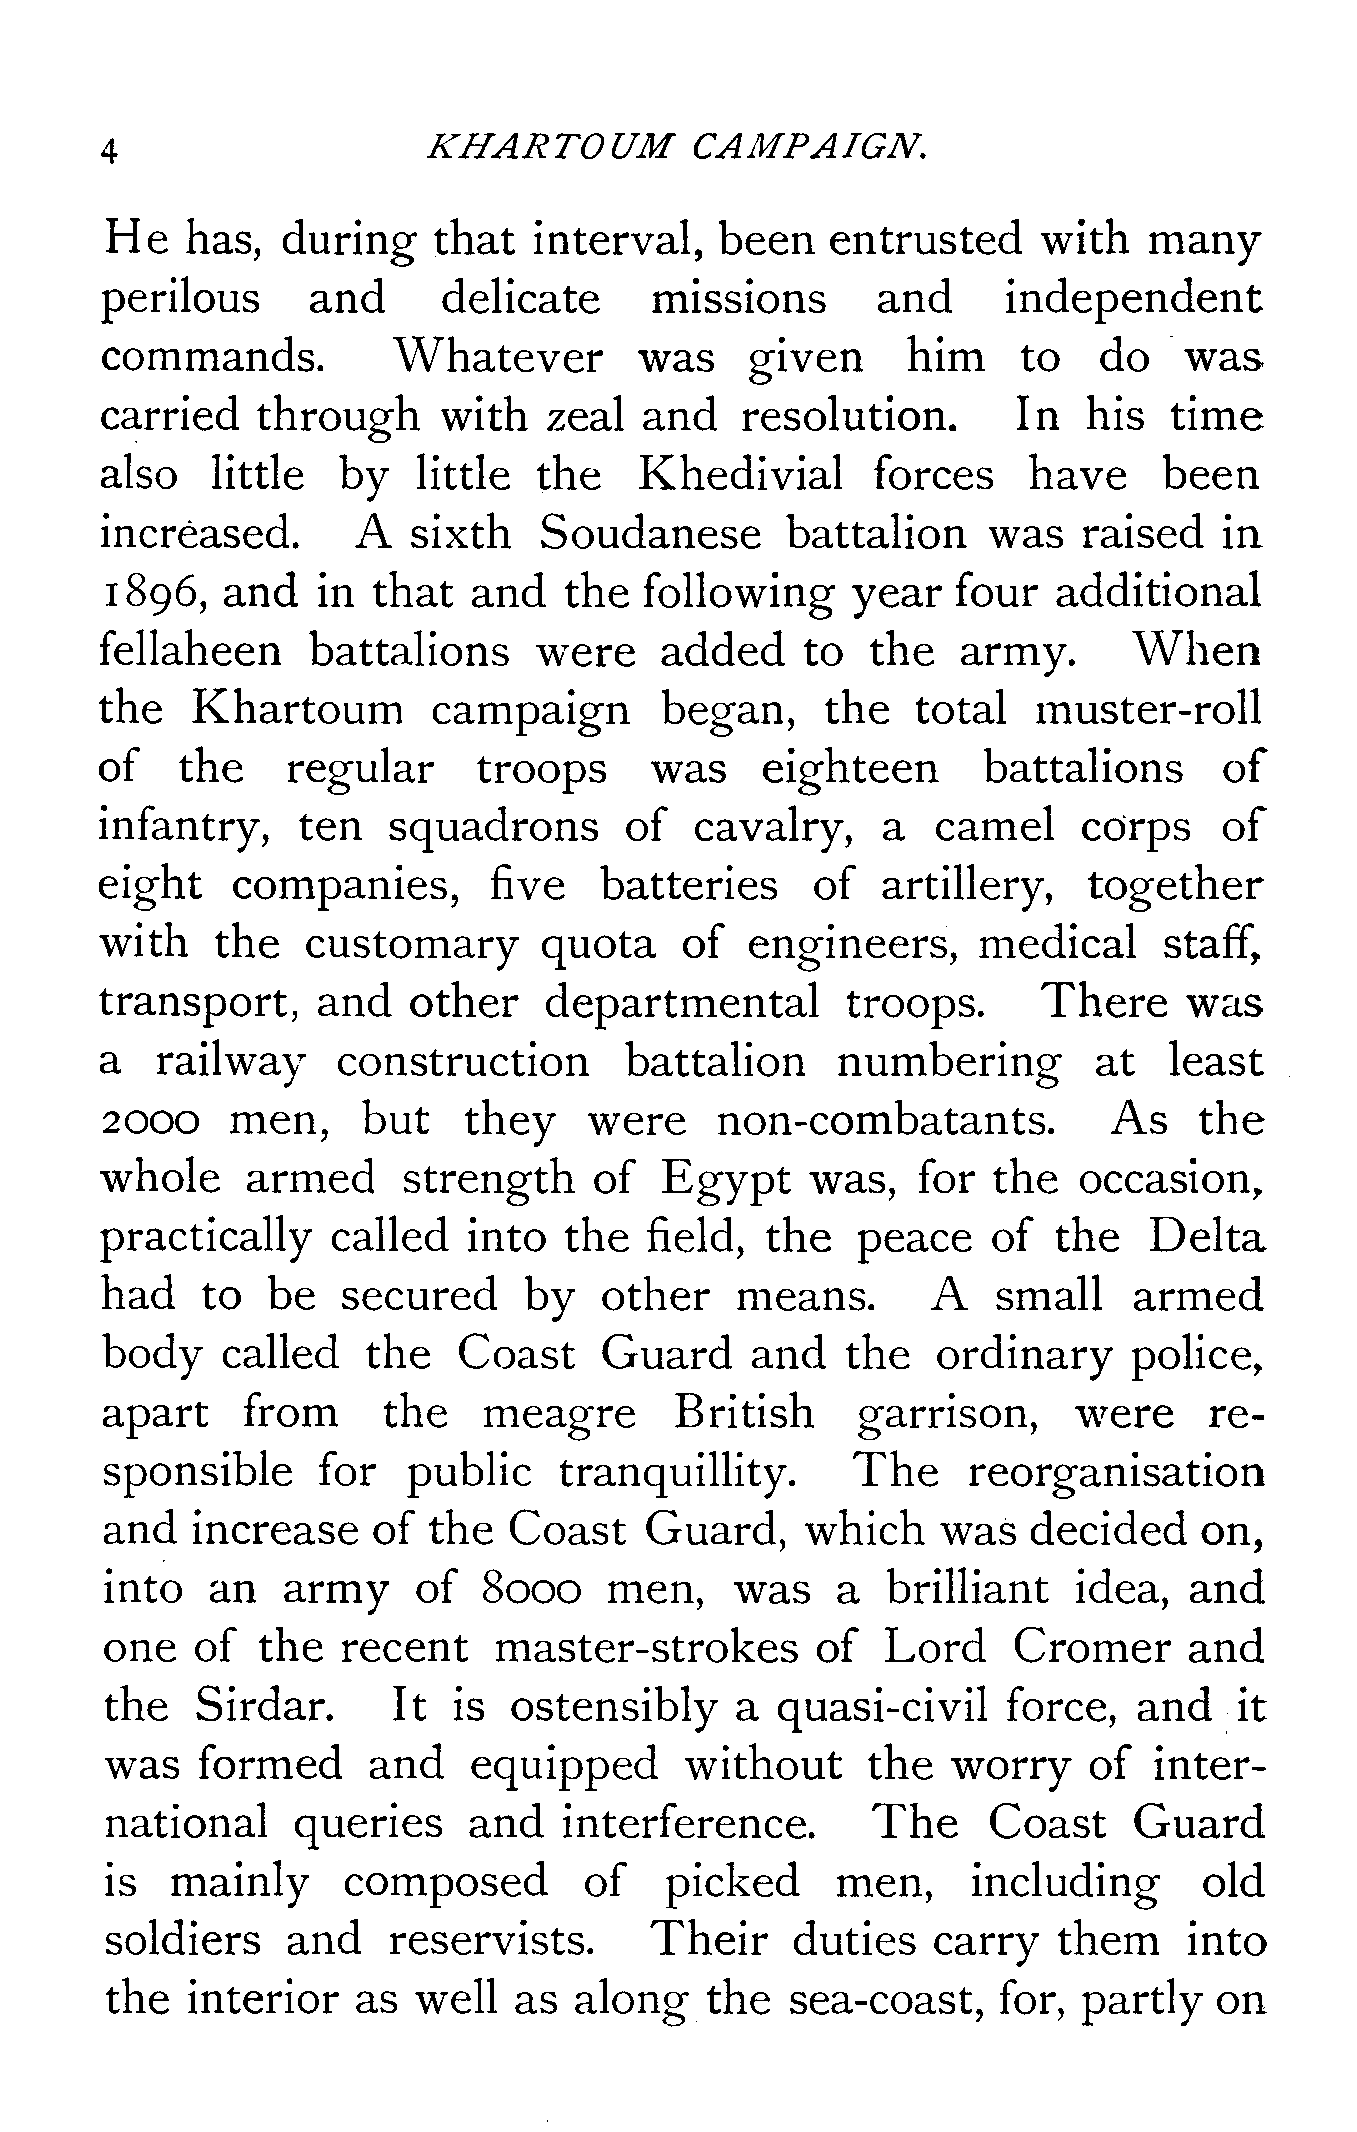 4 KHARTOUM CAMPAIGN.
He has, during that interval, been entrusted with many
perilous and delicate missions and independent
commands. Whatever was given him to do was
carried through with zeal and resolution. In his time
also little by little the Khedivial forces have been
increased. A sixth Soudanese battalion was raised in
1896, and in that and the following year four additional
fellaheen battalions were added to the army. When
the Khartoum campaign began, the total muster-roll
of the regular troops was eighteen battalions of
infantry, ten squadrons of cavalry, a camel corps of
eight companies, five batteries of artillery, together
with the customary quota of engineers, medical staff,
transport, and other departmental troops. There was
a railway construction battalion numbering at least
2000 men, but they were non-combatants. As the
whole armed strength of Egypt was, for the occasion,
practically called into the field, the peace of the Delta
had to be secured by other means. A small armed
body called the Coast Guard and the ordinary police,
apart from the meagre British garrison, were re-
sponsible for public tranquillity. The reorganisation
and increase of the Coast Guard, which was decided on,
into an army of 8000 men, was a brilliant idea, and
one of the recent master-strokes of Lord Cromer and
the Sirdar. It is ostensibly a quasi-civil force, and it
was formed and equipped without the worry of inter-
national queries and interference. The Coast Guard
is mainly composed of picked men, including old
soldiers and reservists. Their duties carry them into
the interior as well as along the sea-coast, for, partly on